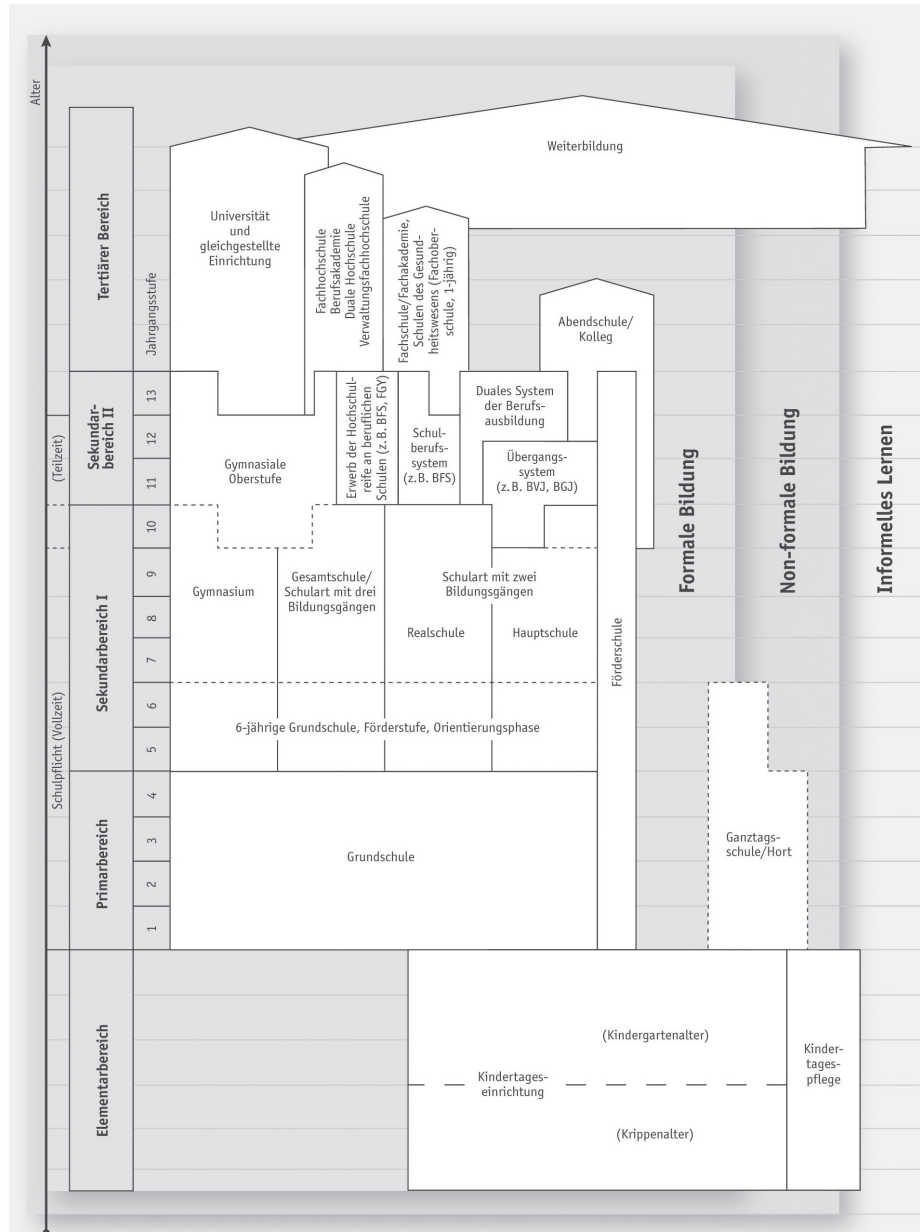 Alter
Weiterbildung
Tertiärer Bereich
Jahrgangsstufe
Universität
und
gleichgestellte
Einrichtung
Fachhochschule
Berufsakademie
Duale Hochschule
Verwaltungsfachhochschule
Fachschule/Fachakademie,
Schulen des Gesund-
heitswesens (Fachober-
schule, 1-jährig)
Abendschule/
Kolleg
(Teilzeit)
Sekundar-
bereich II
13
12
11
Gymnasiale
Oberstufe
Erwerb der Hochschul-
reife an beruflichen
Schulen (z.B. BFS, FGY)
Schul-
berufs-
system
(z.B. BFS)
Duales System
der Berufs-
ausbildung
Übergangs-
system
(z.B. BVJ, BGJ)
Formale Bildung
Non-formale Bildung
Informelles Lernen
Schulpflicht (Vollzeit)
Sekundarbereich I
10
9
8
7
6
5
Gymnasium
Gesamtschule/
Schulart mit drei
Bildungsgängen
Schulart mit zwei
Bildungsgängen
Realschule
Hauptschule
Förderschule
6-jährige Grundschule, Förderstufe, Orientierungsphase
Primarbereich
4
3
2
1
Grundschule
Ganztags-
schule/Hort
Elementarbereich
(Kindergartenalter)
Kindertages-
einrichtung
(Krippenalter)
Kinder-
tages-
pflege